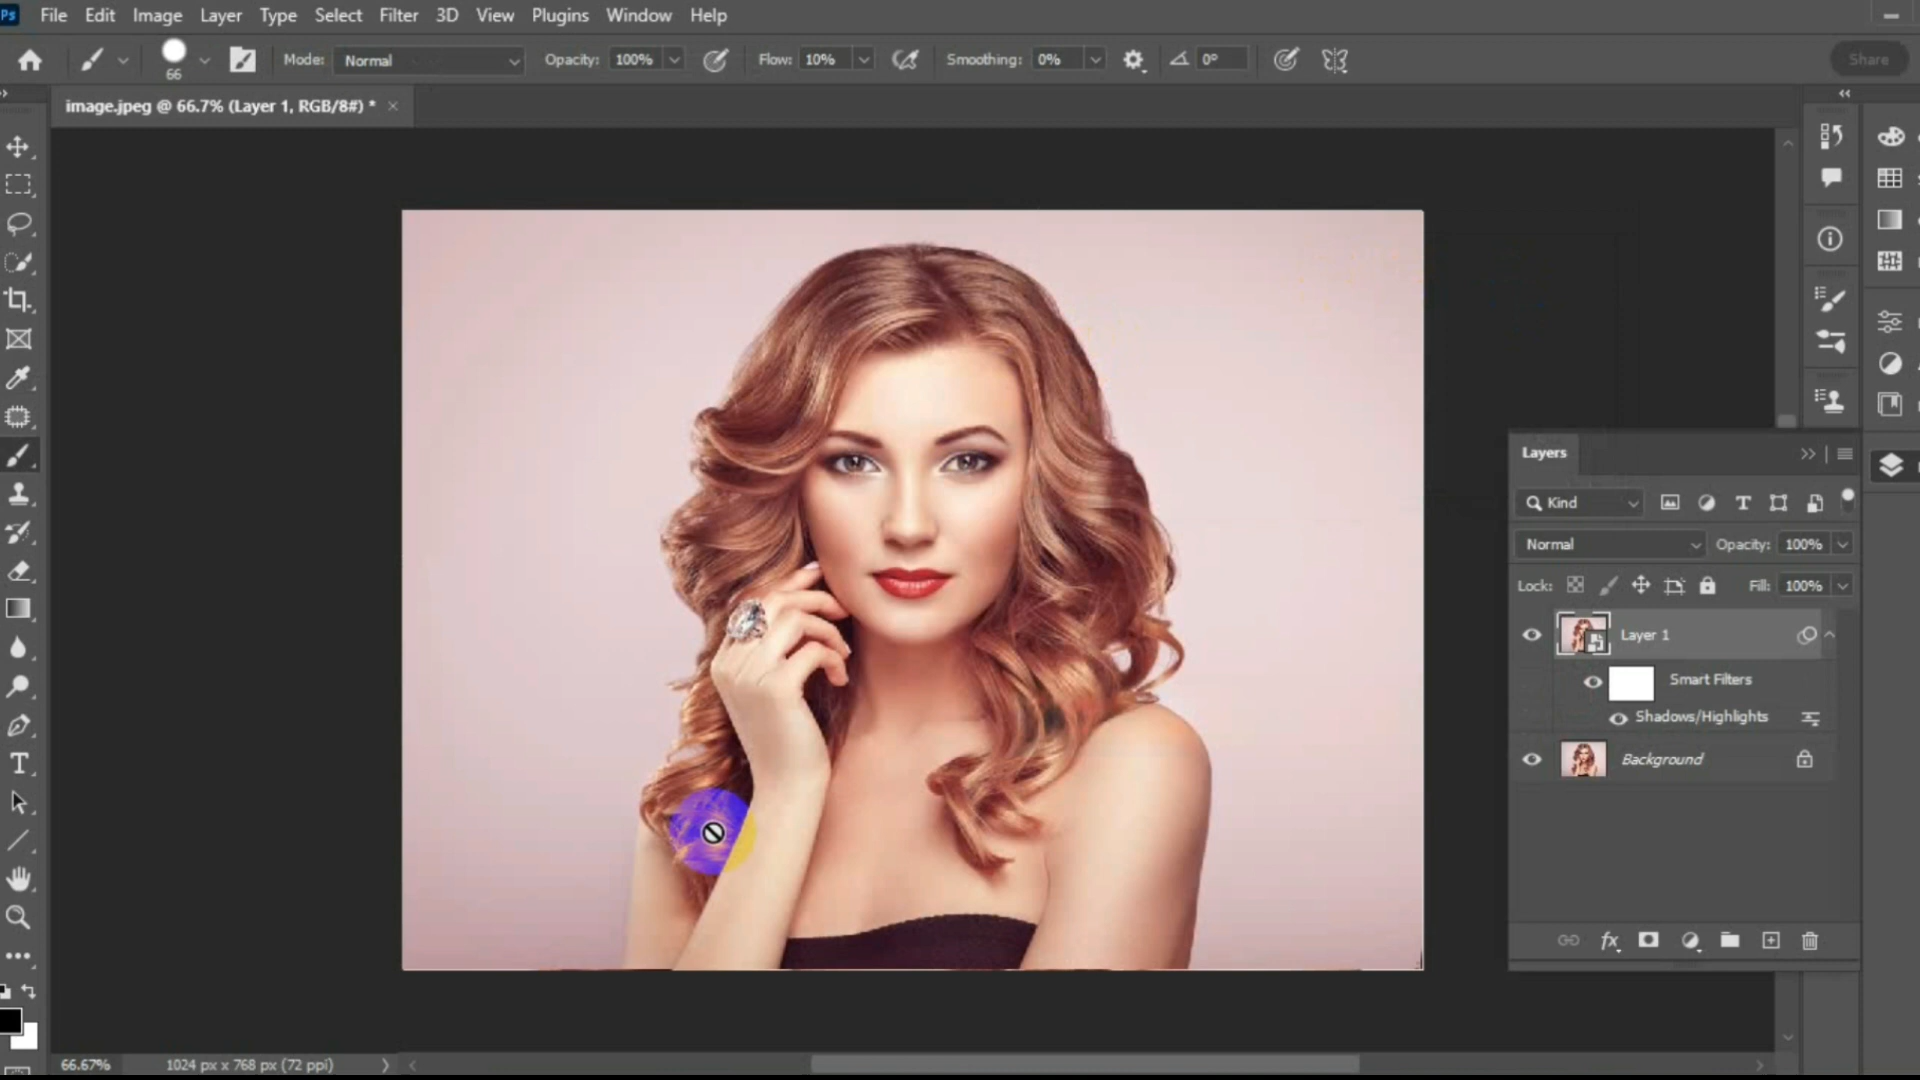 Ps File Edit Image Layer Type Select Filter 3D View Plugins Window Help
66 Mode: Normal Opacity: 100% Flow: 10% Smoothing: 0% 0° Share
image.jpeg @ 66.7% (Layer 1, RGB/8#) * ×
Layers
Kind
Normal Opacity: 100%
Lock: Fill: 100%
Layer 1
Smart Filters
Shadows/Highlights
Background
fx
66.67% 1024 px x 768 px (72 ppi)